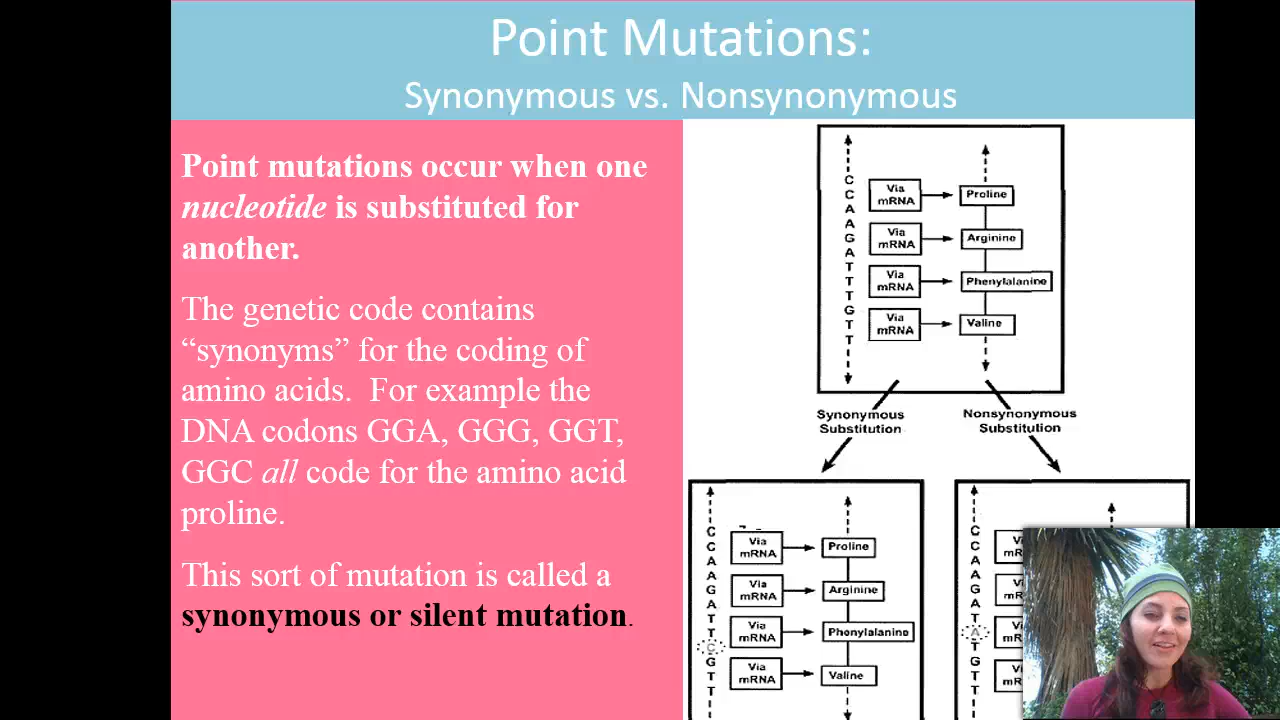 Point Mutations:
Synonymous vs. Nonsynonymous
Point mutations occur when one
nucleotide is substituted for
another.
The genetic code contains
“synonyms” for the coding of
amino acids. For example the
DNA codons GGA, GGG, GGT,
GGC all code for the amino acid
proline.
This sort of mutation is called a
synonymous or silent mutation.
C
C
A
A
G
A
T
T
T
G
T
T
Via
mRNA
Proline
Via
mRNA
Arginine
Via
mRNA
Phenylalanine
Via
mRNA
Valine
Synonymous
Substitution
Nonsynonymous
Substitution
C
C
A
A
G
A
T
T
C
G
T
T
Via
mRNA
Proline
Via
mRNA
Arginine
Via
mRNA
Phenylalanine
Via
mRNA
Valine
C
C
A
A
G
A
T
A
T
G
T
T